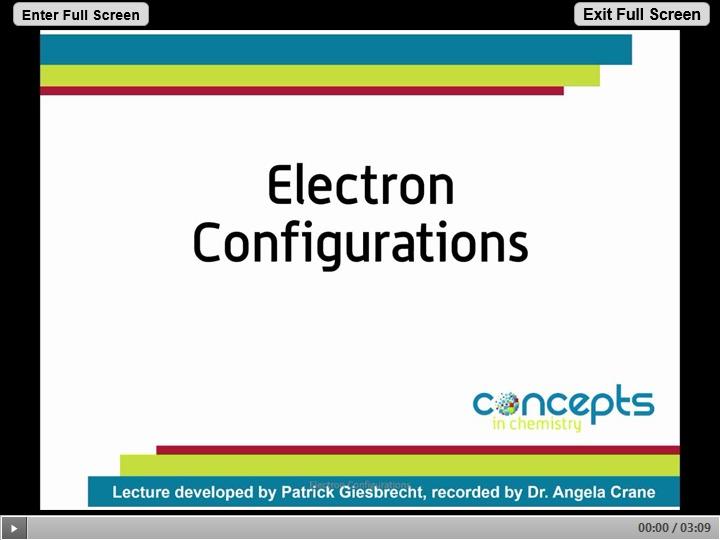 Enter Full Screen
Exit Full Screen
Electron
Configurations
concepts
in chemistry
Electron Configurations
Lecture developed by Patrick Giesbrecht, recorded by Dr. Angela Crane
00:00 / 03:09